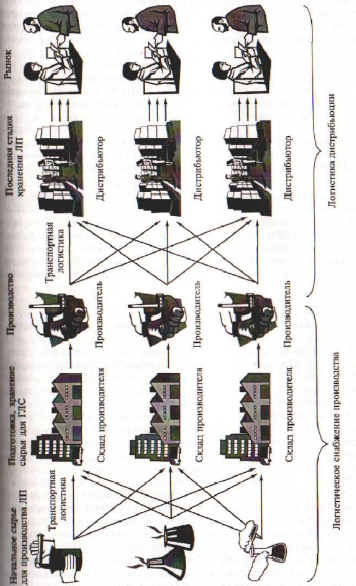 Начальное сырье
для производства ЛП
Подготовка, хранение
сырья для ГЛС
Производство
Последняя стадия
хранения ЛП
Рынок
Транспортная
логистика
Транспортная
логистика
Склад производителя
Производитель
Дистрибьютор
Склад производителя
Производитель
Дистрибьютор
Склад производителя
Производитель
Дистрибьютор
Логистическое снабжение производства
Логистика дистрибьюции